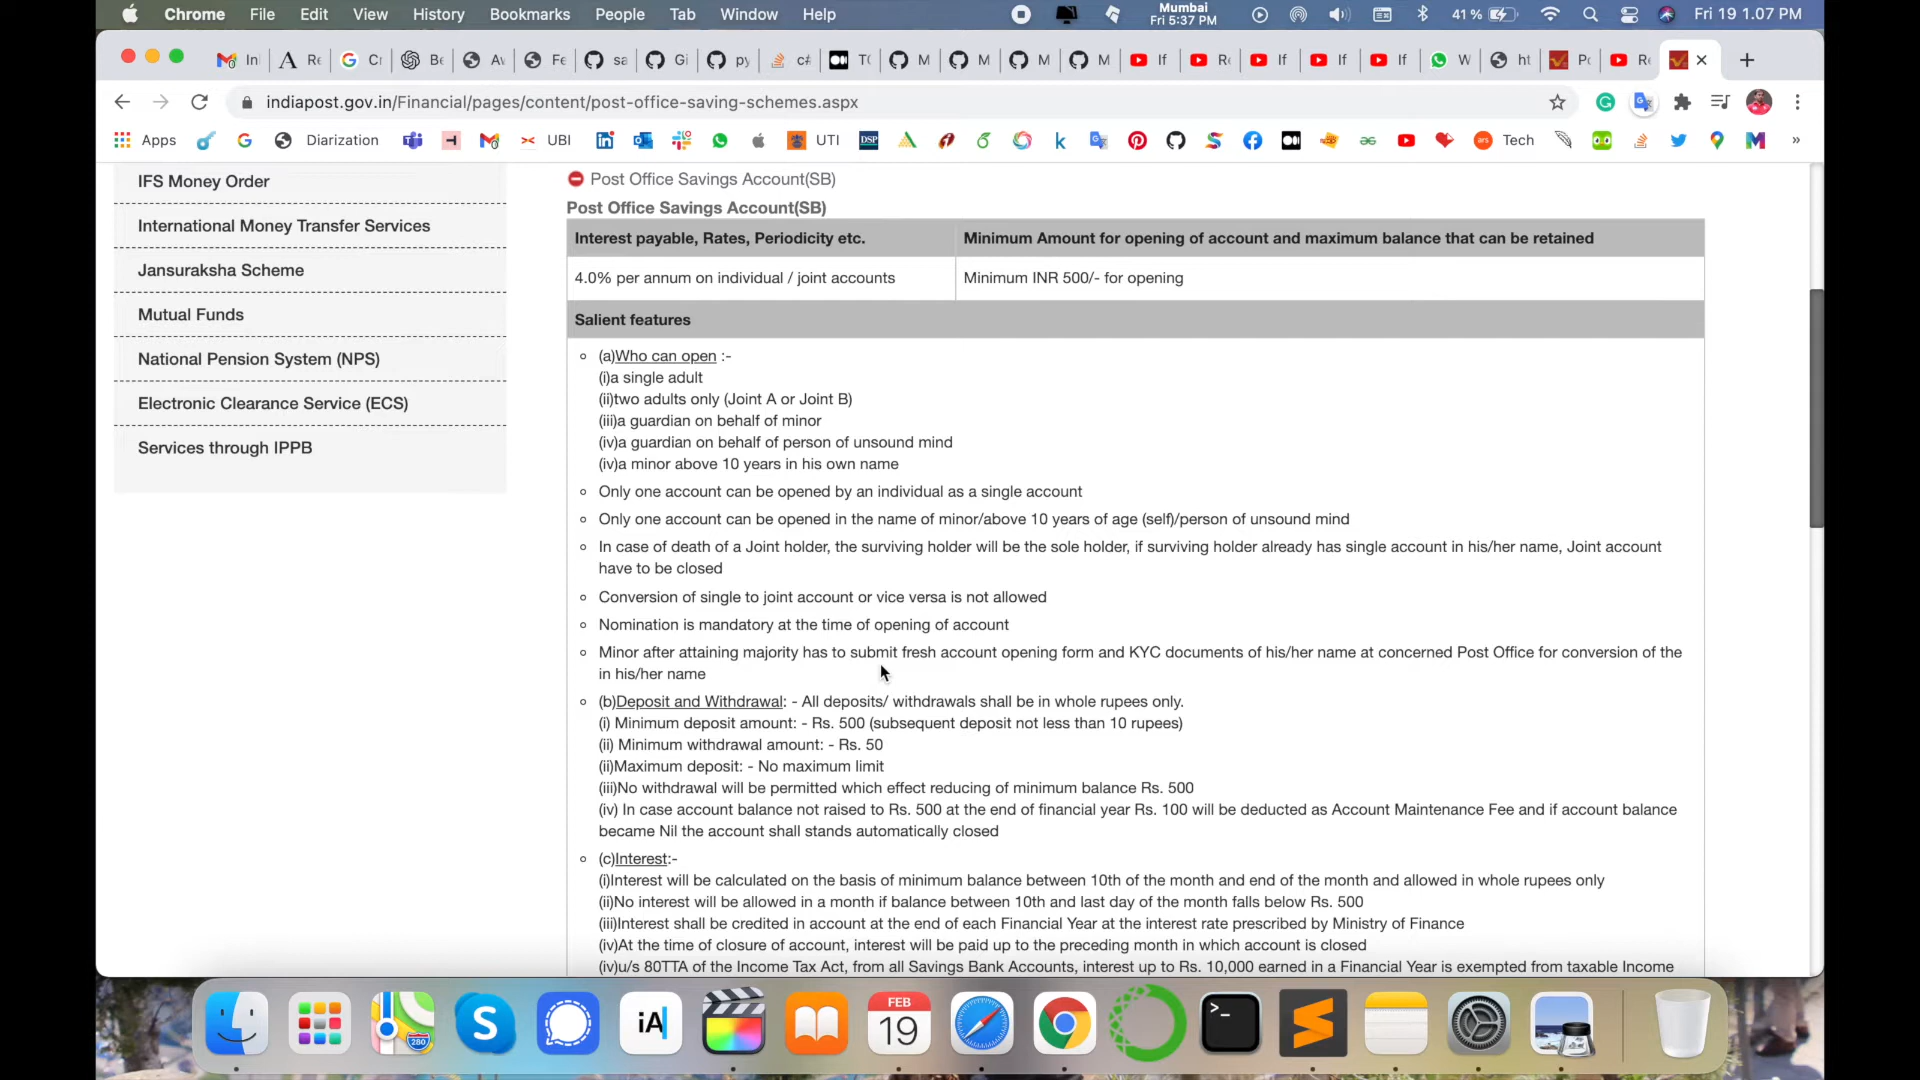 Chrome File Edit View History Bookmarks People Tab Window Help
Mumbai
Fri 5:37 PM
41 %
Fri 19 1.07 PM
In
Re
Cr
Be
Av
Fe
sa
Gi
py
c#
TC
M
M
M
M
If
Re
If
If
If
W
ht
Pc
Re
indiapost.gov.in/Financial/pages/content/post-office-saving-schemes.aspx
Apps
Diarization
UBI
UTI
DSP
Tech
»
IFS Money Order
International Money Transfer Services
Jansuraksha Scheme
Mutual Funds
National Pension System (NPS)
Electronic Clearance Service (ECS)
Services through IPPB
Post Office Savings Account(SB)
Post Office Savings Account(SB)
Interest payable, Rates, Periodicity etc.
Minimum Amount for opening of account and maximum balance that can be retained
4.0% per annum on individual / joint accounts
Minimum INR 500/- for opening
Salient features
(a)Who can open :-
(i)a single adult
(ii)two adults only (Joint A or Joint B)
(iii)a guardian on behalf of minor
(iv)a guardian on behalf of person of unsound mind
(iv)a minor above 10 years in his own name
Only one account can be opened by an individual as a single account
Only one account can be opened in the name of minor/above 10 years of age (self)/person of unsound mind
In case of death of a Joint holder, the surviving holder will be the sole holder, if surviving holder already has single account in his/her name, Joint account
have to be closed
Conversion of single to joint account or vice versa is not allowed
Nomination is mandatory at the time of opening of account
Minor after attaining majority has to submit fresh account opening form and KYC documents of his/her name at concerned Post Office for conversion of the
in his/her name
(b)Deposit and Withdrawal: - All deposits/ withdrawals shall be in whole rupees only.
(i) Minimum deposit amount: - Rs. 500 (subsequent deposit not less than 10 rupees)
(ii) Minimum withdrawal amount: - Rs. 50
(ii)Maximum deposit: - No maximum limit
(iii)No withdrawal will be permitted which effect reducing of minimum balance Rs. 500
(iv) In case account balance not raised to Rs. 500 at the end of financial year Rs. 100 will be deducted as Account Maintenance Fee and if account balance
became Nil the account shall stands automatically closed
(c)Interest:-
(i)Interest will be calculated on the basis of minimum balance between 10th of the month and end of the month and allowed in whole rupees only
(ii)No interest will be allowed in a month if balance between 10th and last day of the month falls below Rs. 500
(iii)Interest shall be credited in account at the end of each Financial Year at the interest rate prescribed by Ministry of Finance
(iv)At the time of closure of account, interest will be paid up to the preceding month in which account is closed
(iv)u/s 80TTA of the Income Tax Act, from all Savings Bank Accounts, interest up to Rs. 10,000 earned in a Financial Year is exempted from taxable Income
280
S
iA
FEB
19